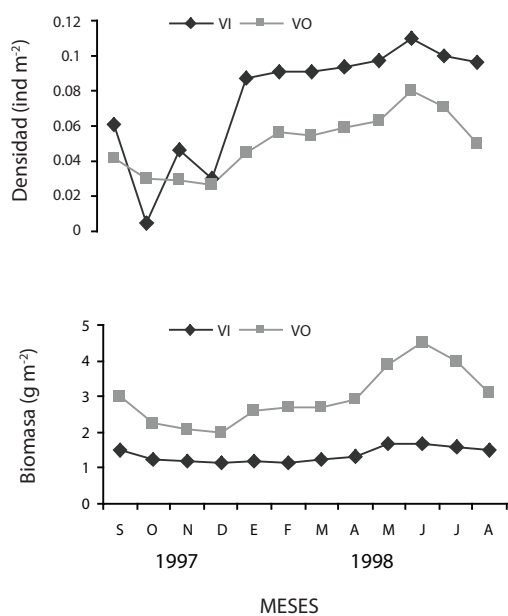 VI VO
Densidad (ind m-2)
0.12
0.1
0.08
0.06
0.04
0.02
0
VI VO
Biomasa (g m-2)
5
4
3
2
1
0
S O N D E F M A M J J A
1997 1998
MESES